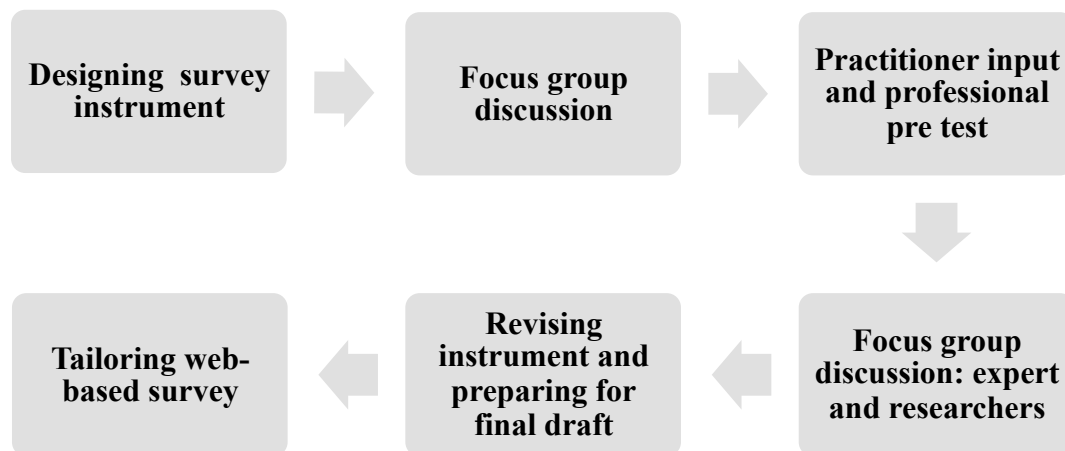 Designing survey
instrument
Focus group
discussion
Practitioner input
and professional
pre test
Focus group
discussion: expert
and researchers
Revising
instrument and
preparing for
final draft
Tailoring web-
based survey